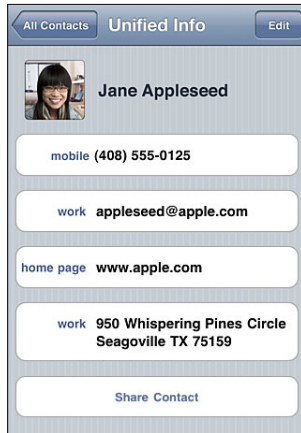 All Contacts
Unified Info
Edit
Jane Appleseed
mobile (408) 555-0125
work appleseed@apple.com
home page www.apple.com
work 950 Whispering Pines Circle
Seagoville TX 75159
Share Contact